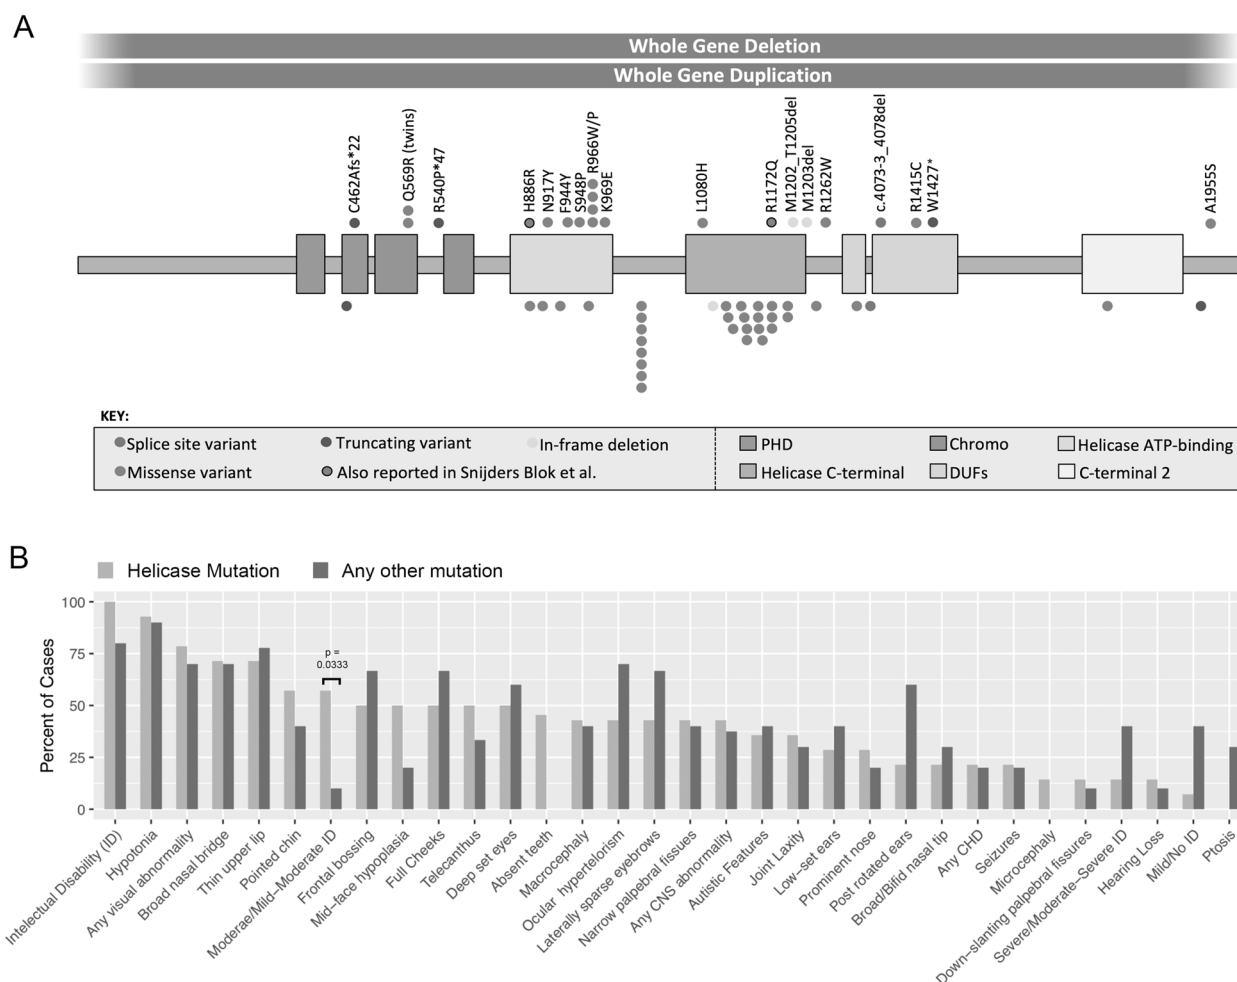 A
Whole Gene Deletion
Whole Gene Duplication
C462Afs*22
Q569R (twins)
R540P*47
H886R
N917Y
F944Y
S948P
R966W/P
K969E
L1080H
R1172Q
M1202_T1205del
M1203del
R1262W
c.4073-3_4078del
R1415C
W1427*
A1955S
KEY:
Splice site variant
Truncating variant
In-frame deletion
PHD
Chromo
Helicase ATP-binding
Missense variant
Also reported in Snijders Blok et al.
Helicase C-terminal
DUFs
C-terminal 2
B
Helicase Mutation
Any other mutation
Percent of Cases
100
75
50
25
0
p =
0.0333
Intelectual Disability (ID)
Hypotonia
Any visual abnormality
Broad nasal bridge
Thin upper lip
Pointed chin
Moderae/Mild−Moderate ID
Frontal bossing
Mid−face hypoplasia
Full Cheeks
Telecanthus
Deep set eyes
Absent teeth
Macrocephaly
Ocular hypertelorism
Laterally sparse eyebrows
Narrow palpebral fissues
Any CNS abnormality
Autistic Features
Joint Laxity
Low−set ears
Prominent nose
Post rotated ears
Broad/Bifid nasal tip
Any CHD
Seizures
Microcephaly
Down−slanting palpebral fissures
Severe/Moderate−Severe ID
Hearing Loss
Mild/No ID
Ptosis